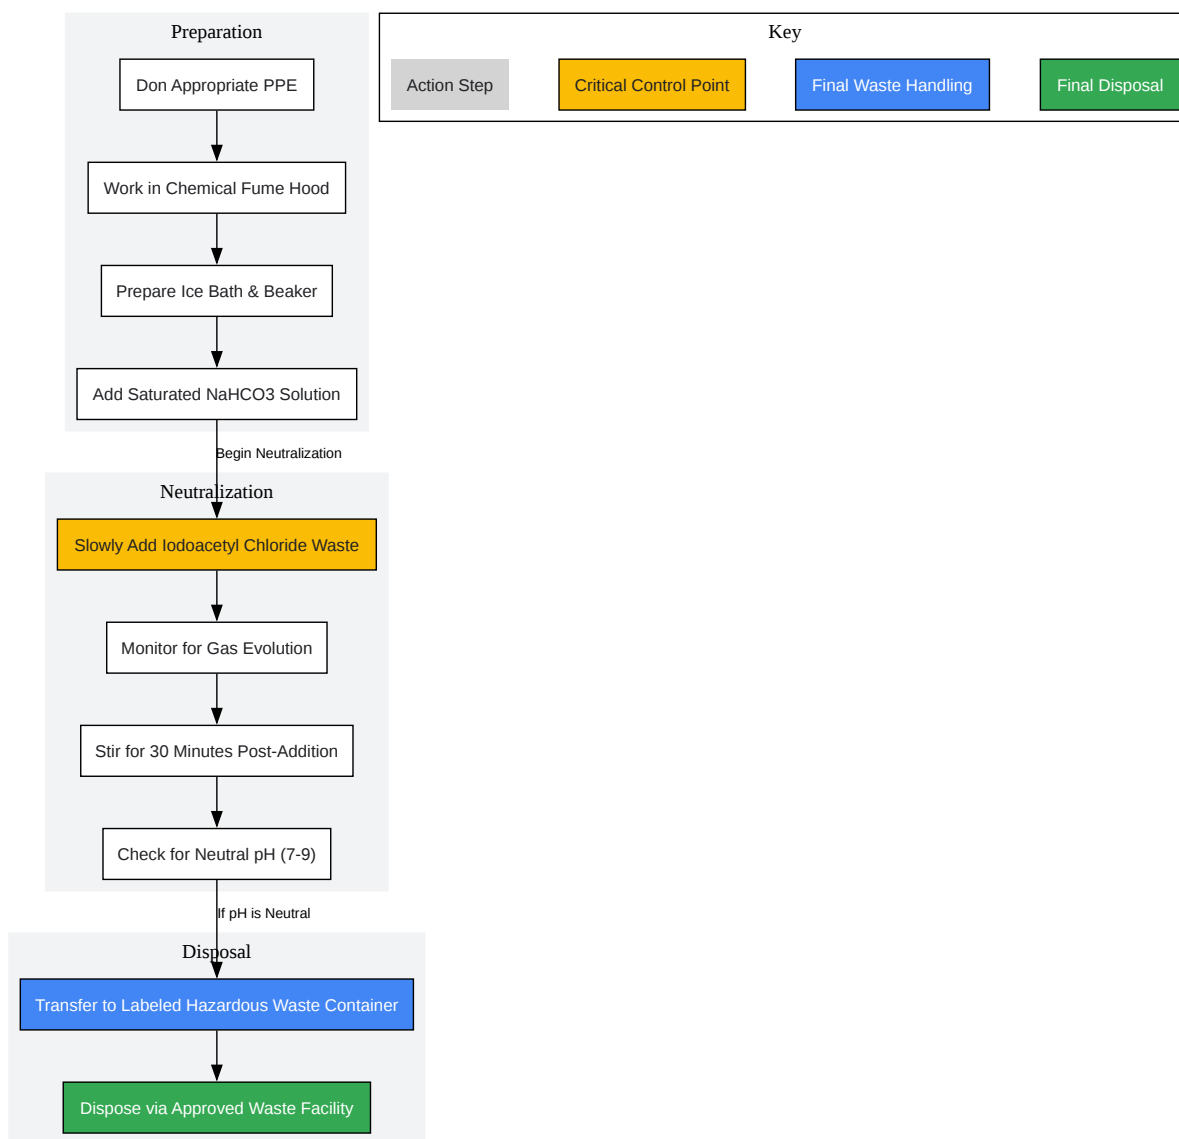 Preparation
Don Appropriate PPE
Work in Chemical Fume Hood
Prepare Ice Bath & Beaker
Add Saturated NaHCO3 Solution
Begin Neutralization
Neutralization
Slowly Add Iodoacetyl Chloride Waste
Monitor for Gas Evolution
Stir for 30 Minutes Post-Addition
Check for Neutral pH (7-9)
If pH is Neutral
Disposal
Transfer to Labeled Hazardous Waste Container
Dispose via Approved Waste Facility
Key
Action Step
Critical Control Point
Final Waste Handling
Final Disposal